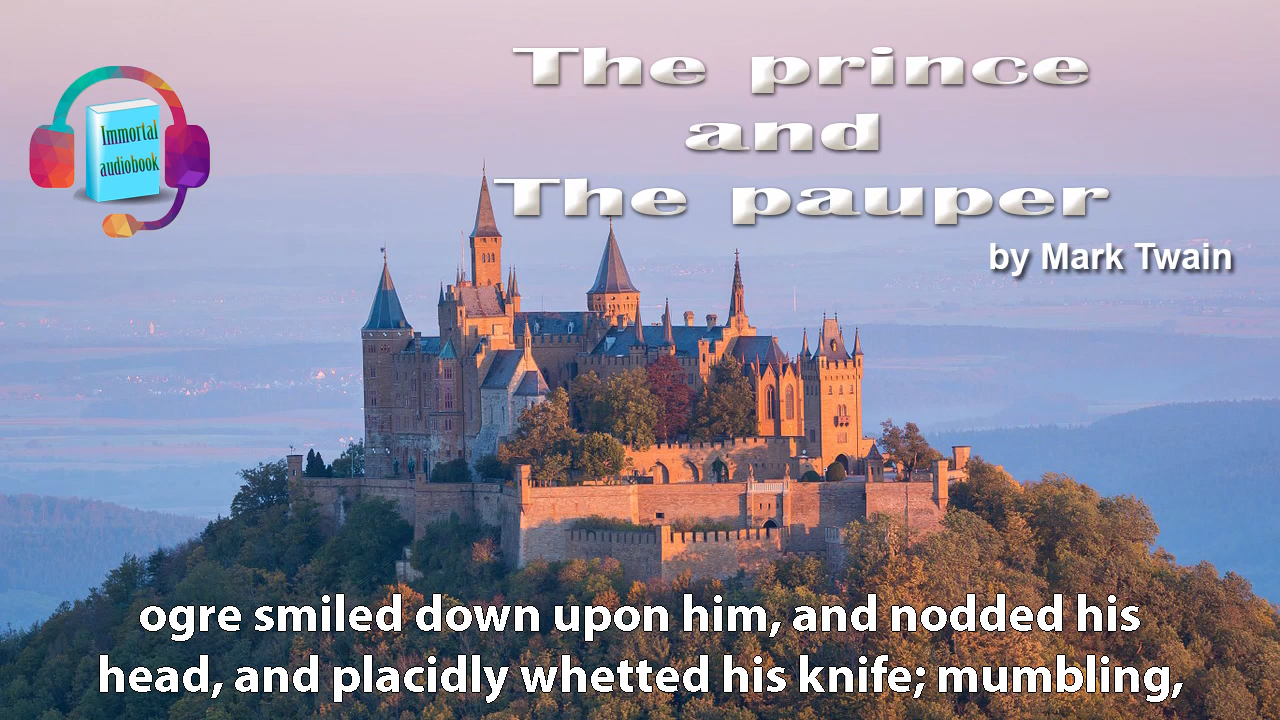 Immortal
audiobook
The prince
and
The pauper
by Mark Twain
ogre smiled down upon him, and nodded his
head, and placidly whetted his knife; mumbling,